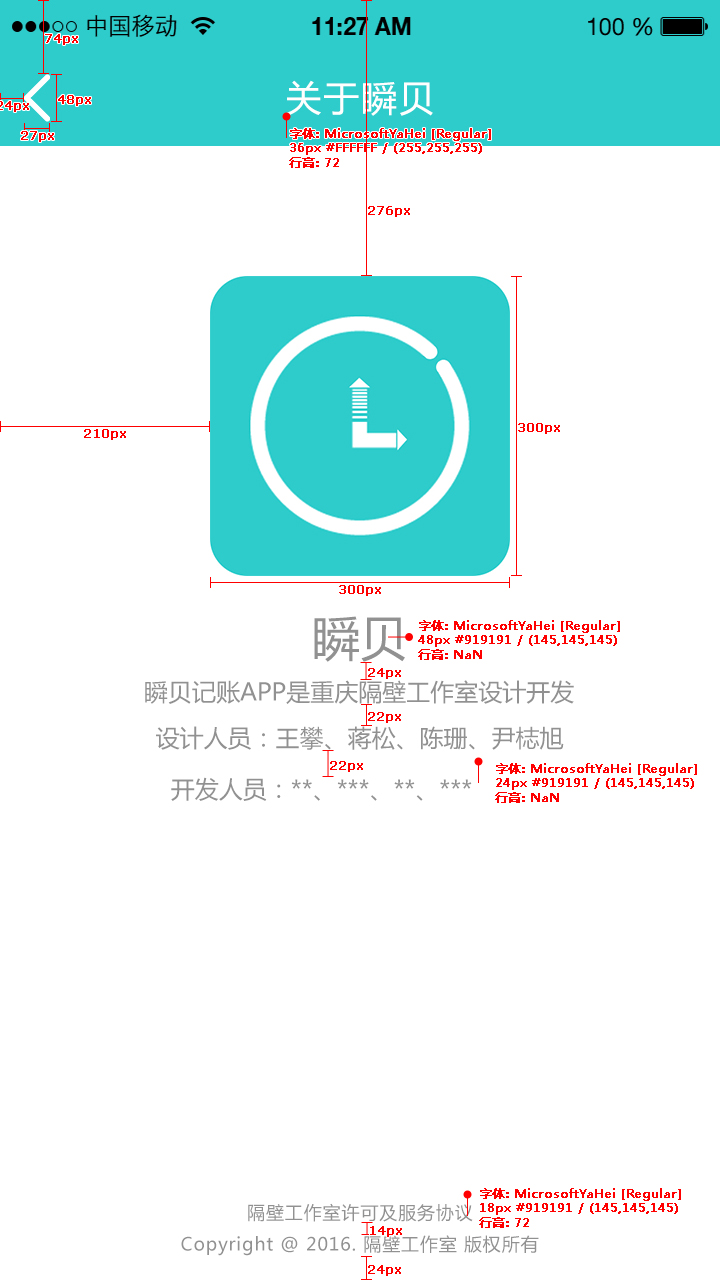 中国移动
11:27 AM
100 %
74px
关于瞬贝
24px
48px
27px
字体: MicrosoftYaHei [Regular]
36px #FFFFFF / (255,255,255)
行高: 72
276px
210px
300px
300px
瞬贝
字体: MicrosoftYaHei [Regular]
48px #919191 / (145,145,145)
行高: NaN
24px
瞬贝记账APP是重庆隔壁工作室设计开发
22px
设计人员：王攀、蒋松、陈珊、尹梽旭
22px
字体: MicrosoftYaHei [Regular]
24px #919191 / (145,145,145)
行高: NaN
开发人员：**、***、**、***
字体: MicrosoftYaHei [Regular]
18px #919191 / (145,145,145)
行高: 72
隔壁工作室许可及服务协议
14px
Copyright @ 2016. 隔壁工作室 版权所有
24px